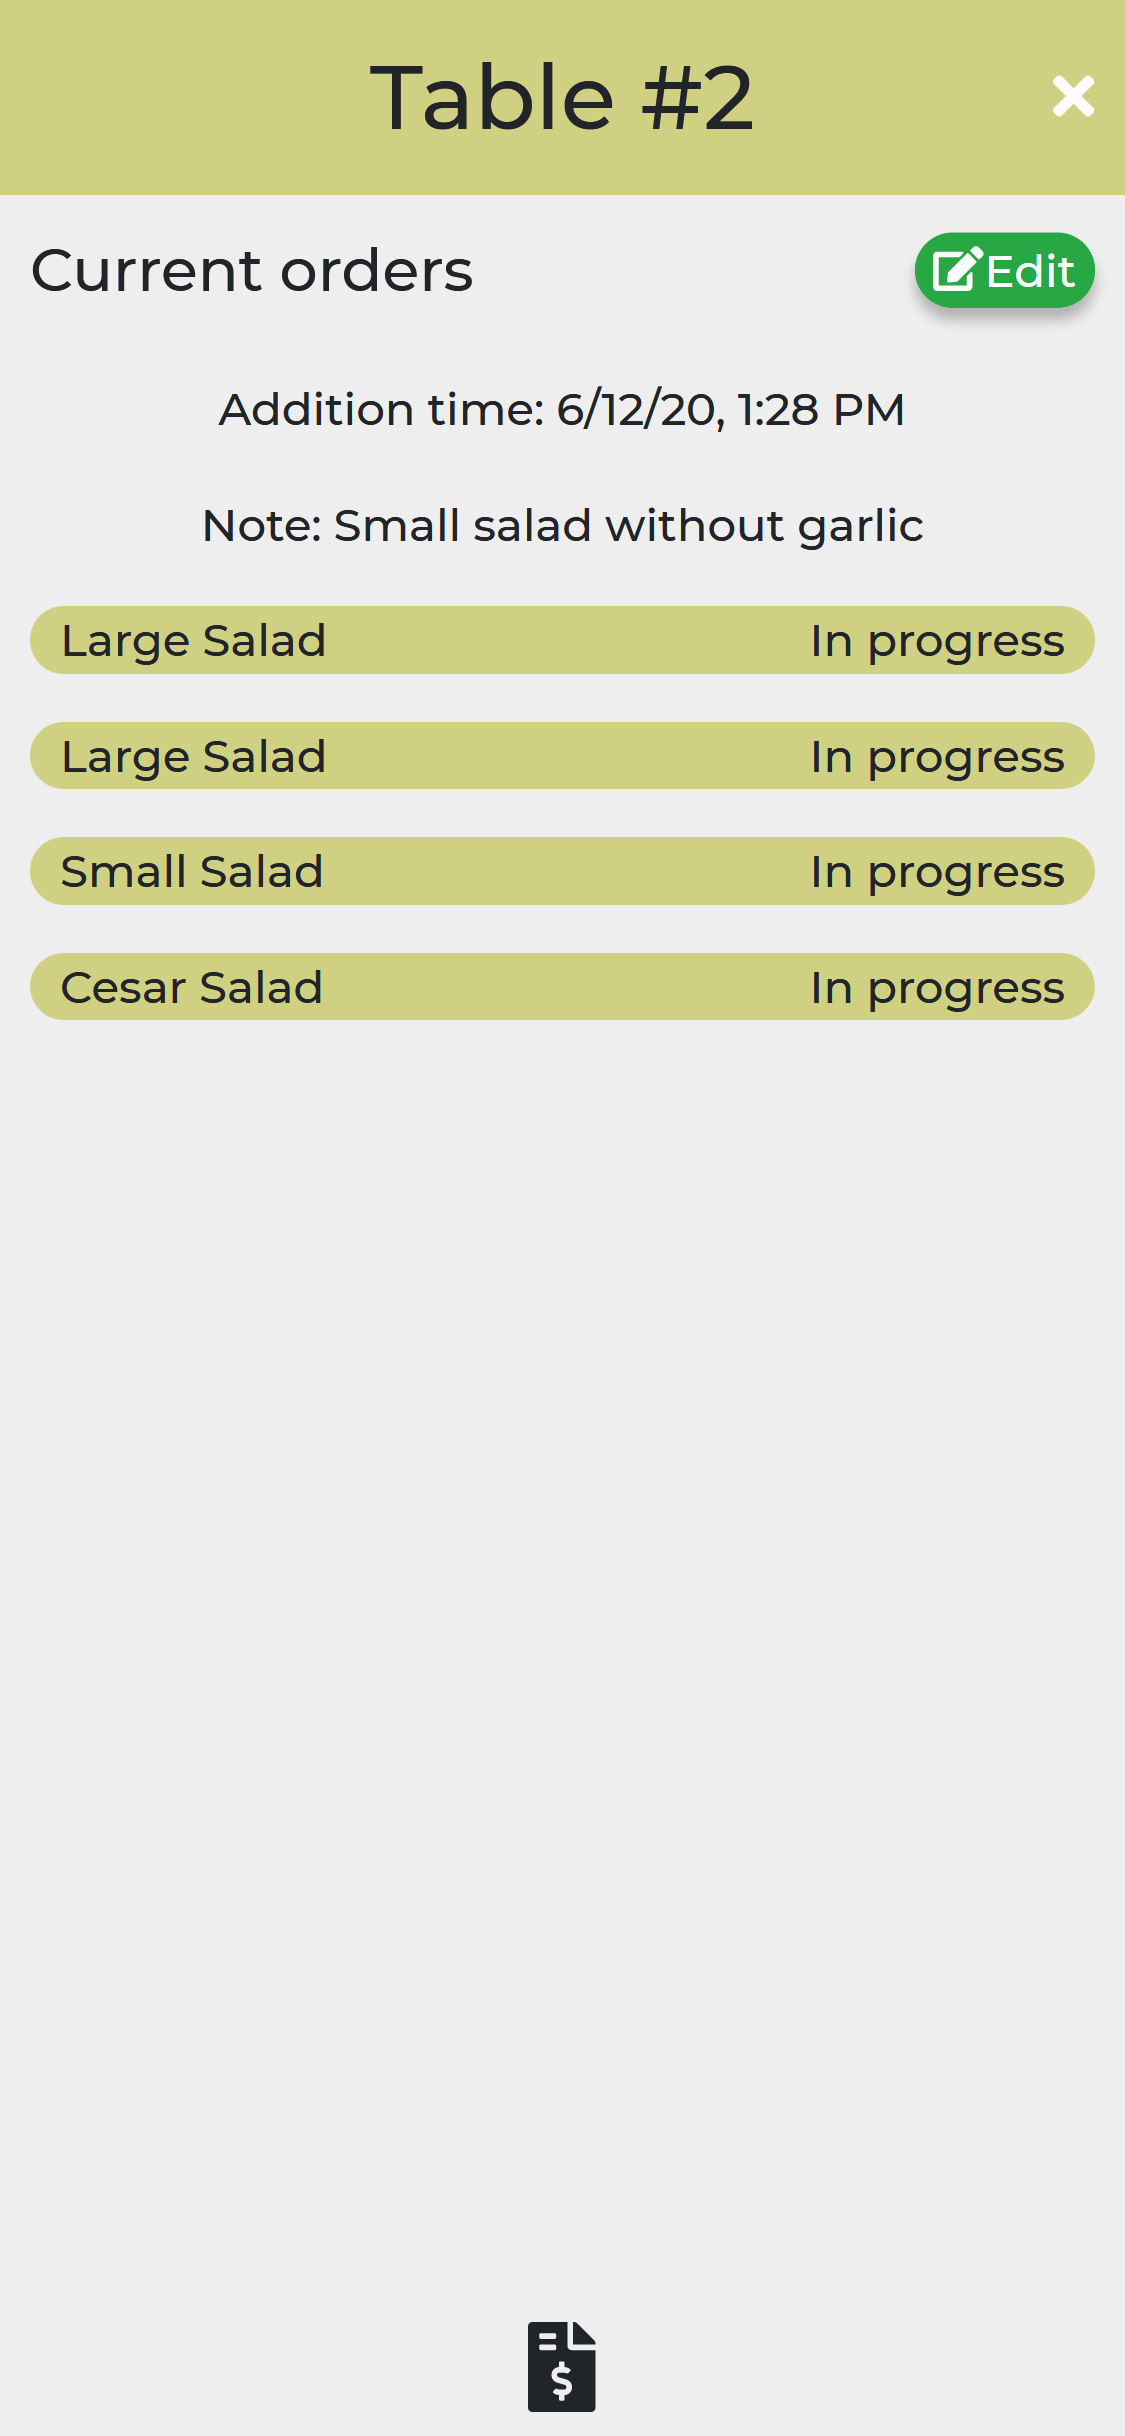 Table #2
Current orders
Edit
Addition time: 6/12/20, 1:28 PM
Note: Small salad without garlic
Large Salad In progress
Large Salad In progress
Small Salad In progress
Cesar Salad In progress
$